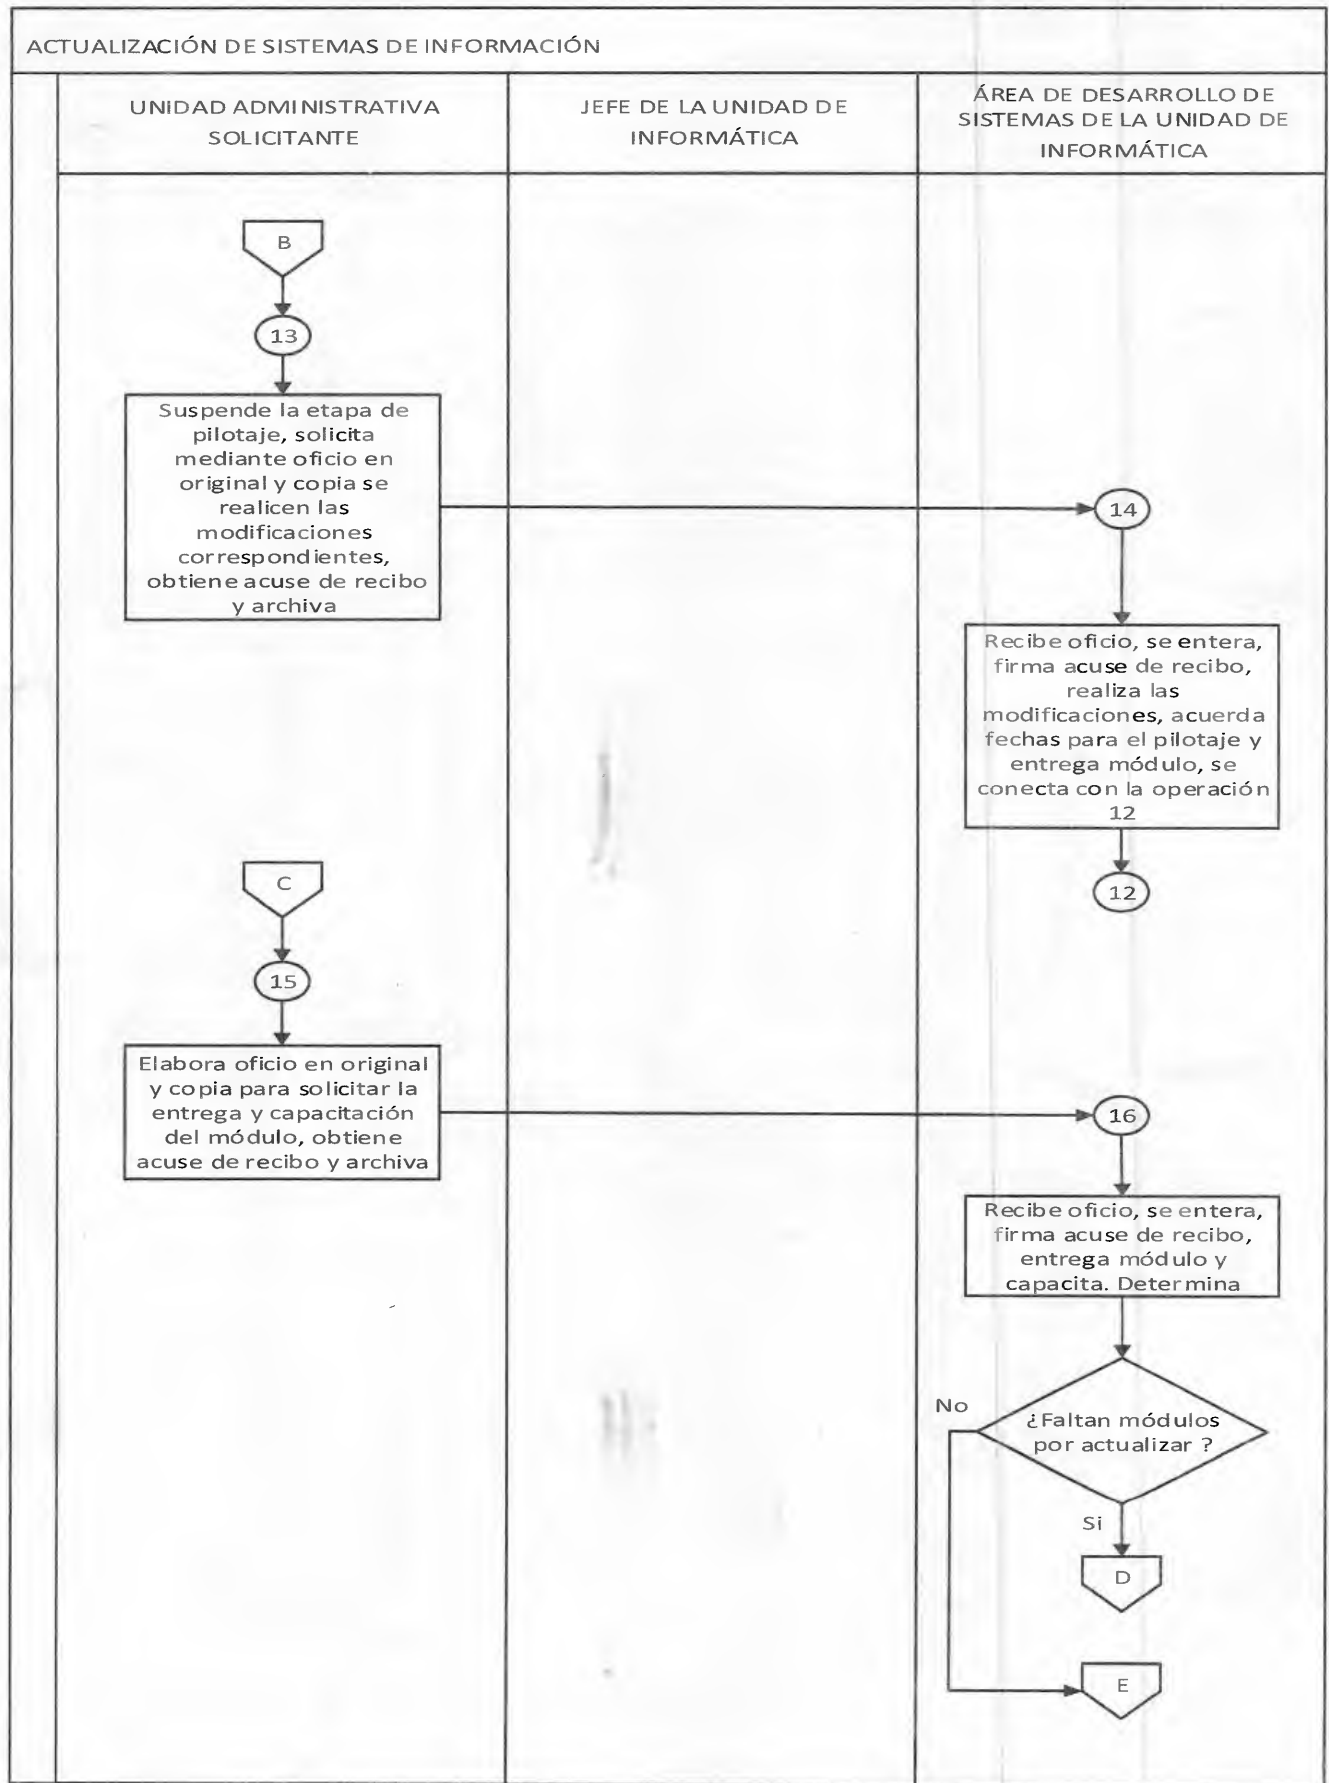 ACTUALIZACIÓN DE SISTEMAS DE INFORMACIÓN
UNIDAD ADMINISTRATIVA
SOLICITANTE
JEFE DE LA UNIDAD DE
INFORMÁTICA
ÁREA DE DESARROLLO DE
SISTEMAS DE LA UNIDAD DE
INFORMÁTICA
B
13
Suspende la etapa de
pilotaje, solicita
mediante oficio en
original y copia se
realicen las
modificaciones
correspondientes,
obtiene acuse de recibo
y archiva
14
Recibe oficio, se entera,
firma acuse de recibo,
realiza las
modificaciones, acuerda
fechas para el pilotaje y
entrega módulo, se
conecta con la operación
12
12
C
15
Elabora oficio en original
y copia para solicitar la
entrega y capacitación
del módulo, obtiene
acuse de recibo y archiva
16
Recibe oficio, se entera,
firma acuse de recibo,
entrega módulo y
capacita. Determina
¿Faltan módulos
por actualizar ?
No
Si
D
E